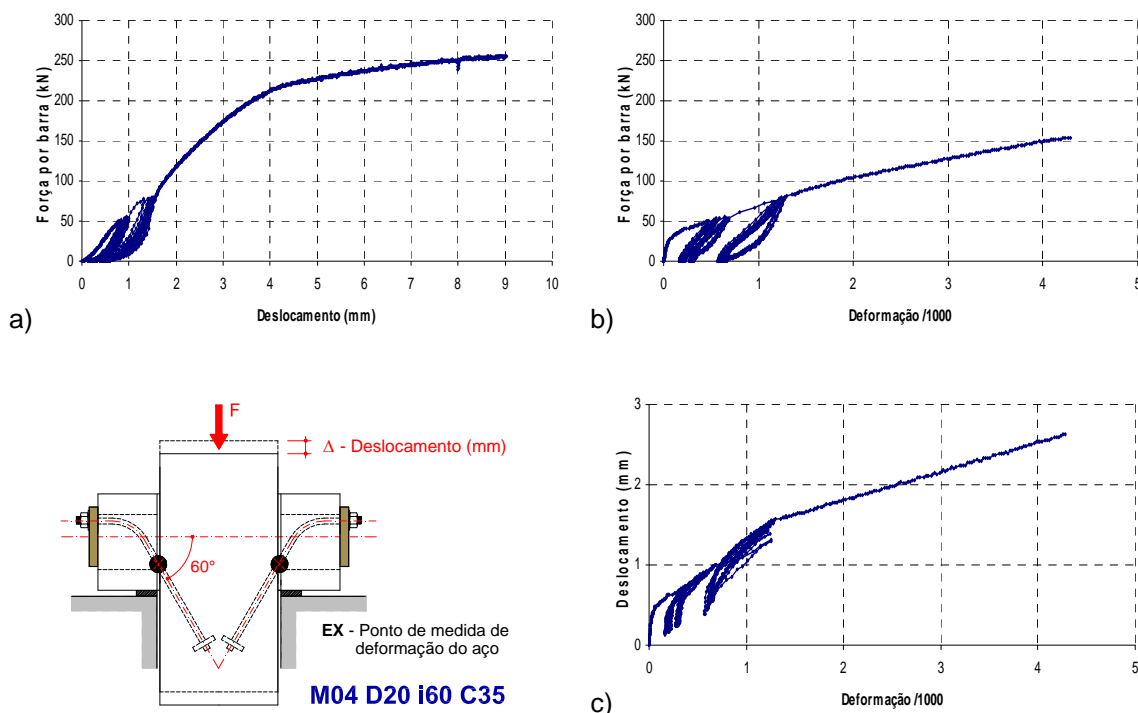 300
250
200
150
100
50
0
Força por barra (kN)
0 1 2 3 4 5 6 7 8 9 10
Deslocamento (mm)
a)
300
250
200
150
100
50
0
Força por barra (kN)
0 1 2 3 4 5
Deformação /1000
b)
F
Δ - Deslocamento (mm)
60°
EX - Ponto de medida de
deformação do aço
M04 D20 i60 C35
3
2
1
0
Deslocamento (mm)
0 1 2 3 4 5
Deformação /1000
c)